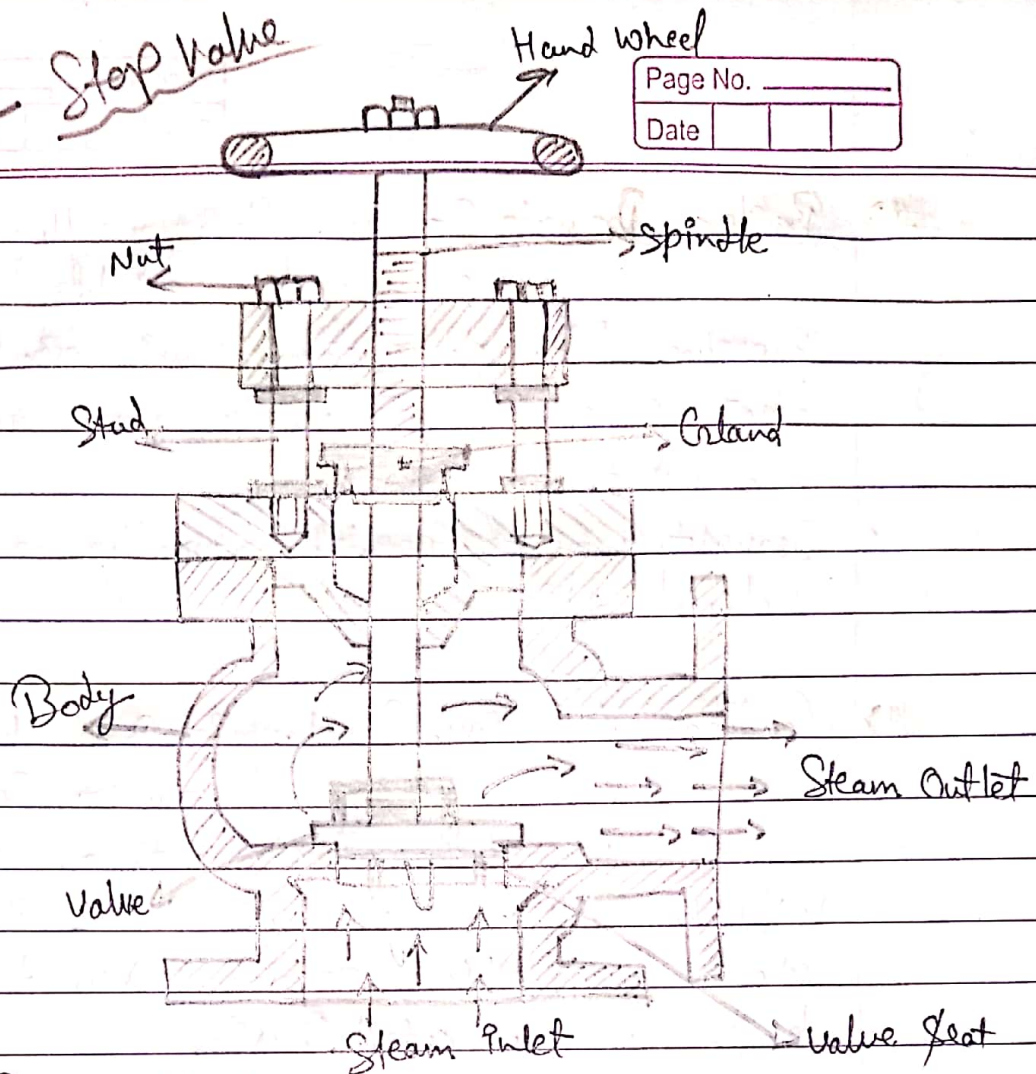 Stop Valve
Hand Wheel
Page No.
Date
Spindle
Nut
Stud
Gland
Body
Steam Outlet
Valve
Steam Inlet
Valve Seat